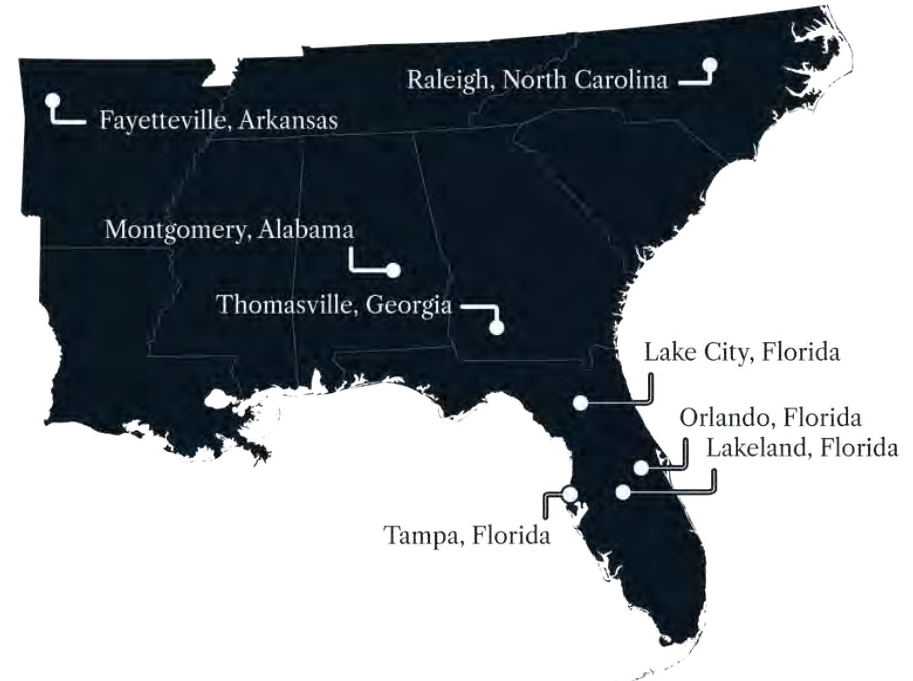 Raleigh, North Carolina
Fayetteville, Arkansas
Montgomery, Alabama
Thomasville, Georgia
Lake City, Florida
Orlando, Florida
Lakeland, Florida
Tampa, Florida